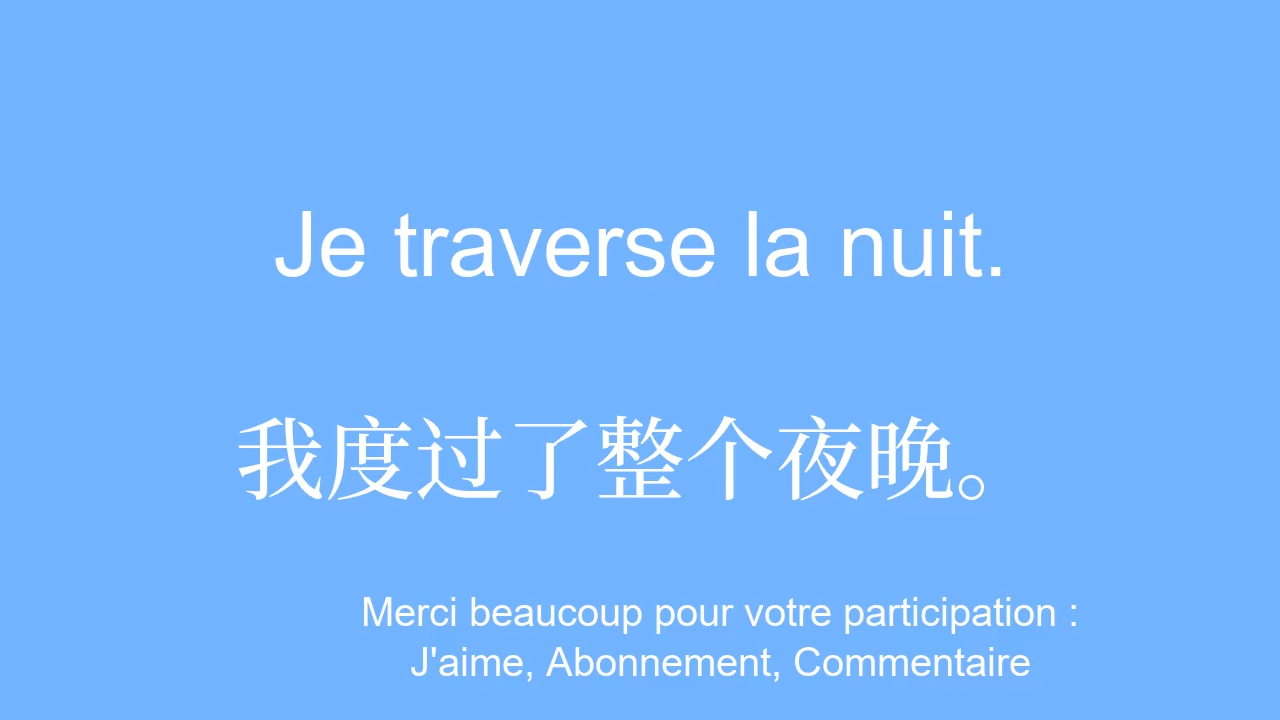 Je traverse la nuit.
我度过了整个夜晚。
Merci beaucoup pour votre participation :
J'aime, Abonnement, Commentaire